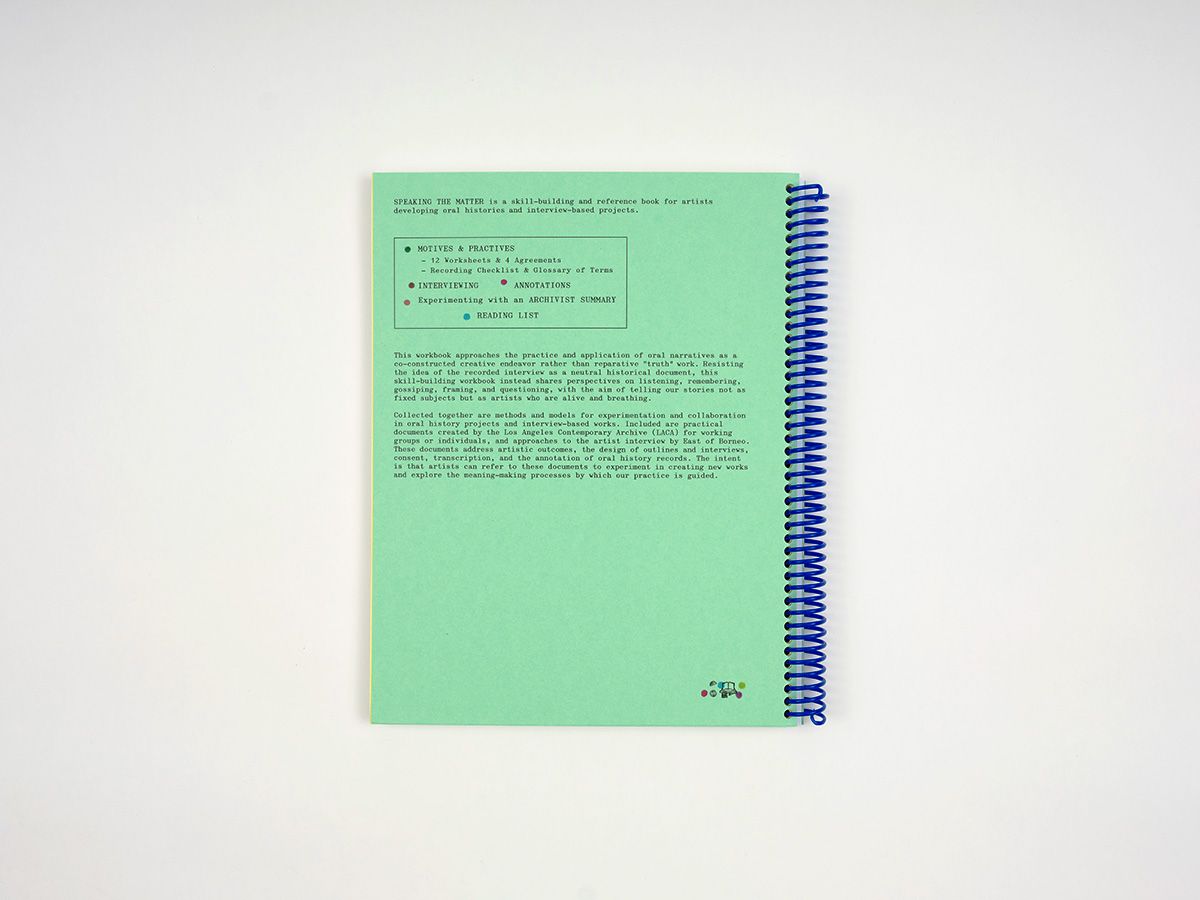 SPEAKING THE MATTER is a skill-building and reference book for artists
developing oral histories and interview-based projects.
MOTIVES & PRACTIVES
- 12 Worksheets & 4 Agreements
- Recording Checklist & Glossary of Terms
INTERVIEWING ANNOTATIONS
Experimenting with an ARCHIVIST SUMMARY
READING LIST
This workbook approaches the practice and application of oral narratives as a
co-constructed creative endeavor rather than reparative "truth" work. Resisting
the idea of the recorded interview as a neutral historical document, this
skill-building workbook instead shares perspectives on listening, remembering,
gossiping, framing, and questioning, with the aim of telling our stories not as
fixed subjects but as artists who are alive and breathing.
Collected together are methods and models for experimentation and collaboration
in oral history projects and interview-based works. Included are practical
documents created by the Los Angeles Contemporary Archive (LACA) for working
groups or individuals, and approaches to the artist interview by East of Borneo.
These documents address artistic outcomes, the design of outlines and interviews,
consent, transcription, and the annotation of oral history records. The intent
is that artists can refer to these documents to experiment in creating new works
and explore the meaning-making processes by which our practice is guided.